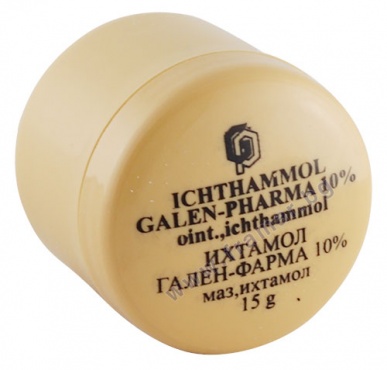 ICHTHAMMOL
GALEN-PHARMA 10%
oint.,ichthammol
ИХТАМОЛ
ГАЛЕН-ФАРМА 10%
маз,ихтамол
15 g